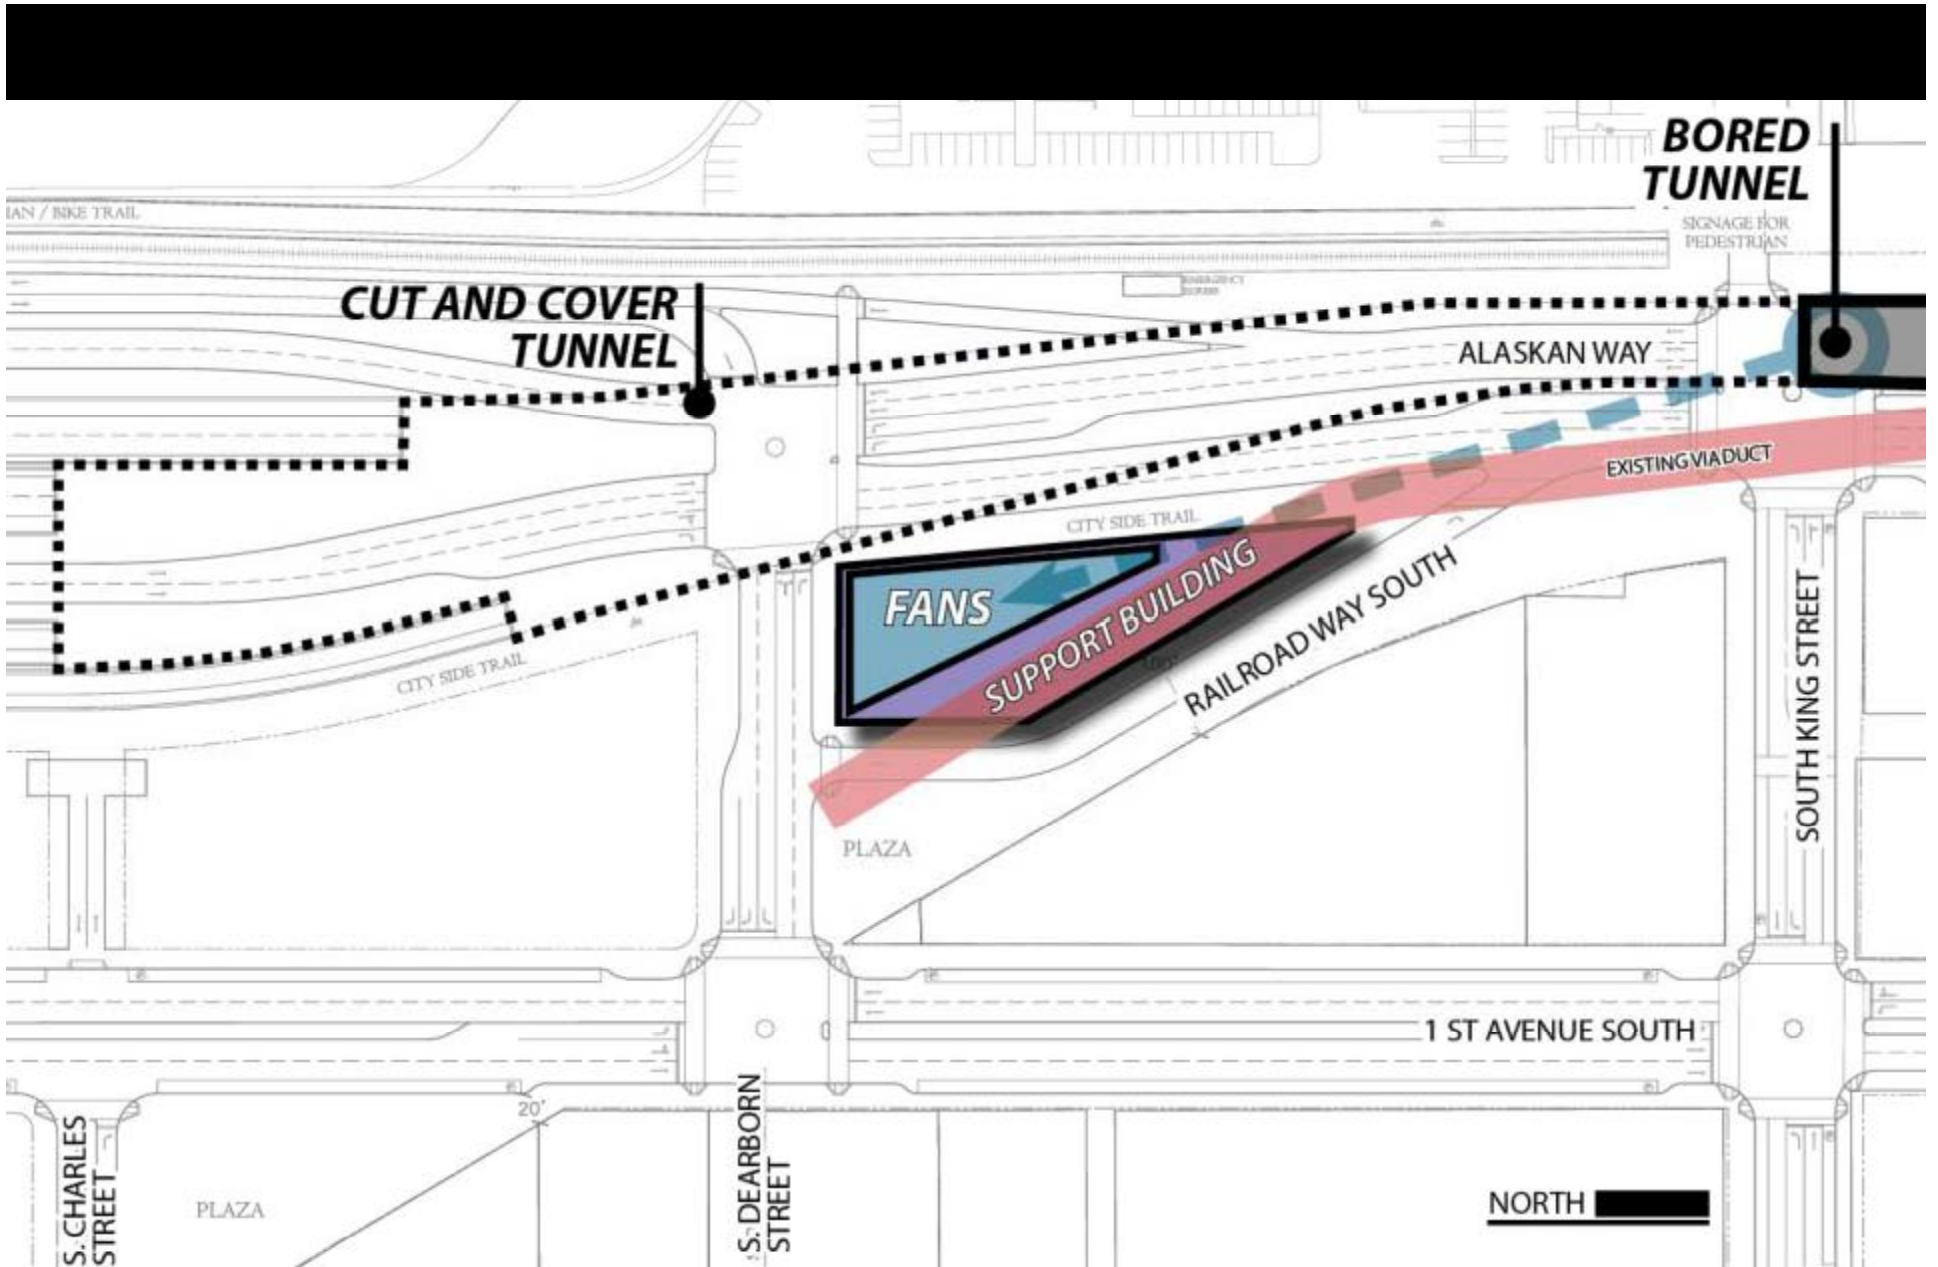 BORED
TUNNEL
IAN / BIKE TRAIL
SIGNAGE FOR
PEDESTRIAN
CUT AND COVER
TUNNEL
EMERGENCY
ALASKAN WAY
EXISTING VIADUCT
CITY SIDE TRAIL
FANS
SUPPORT BUILDING
RAILROAD WAY SOUTH
SOUTH KING STREET
CITY SIDE TRAIL
PLAZA
1 ST AVENUE SOUTH
20'
S. CHARLES
STREET
S. DEARBORN
STREET
PLAZA
NORTH